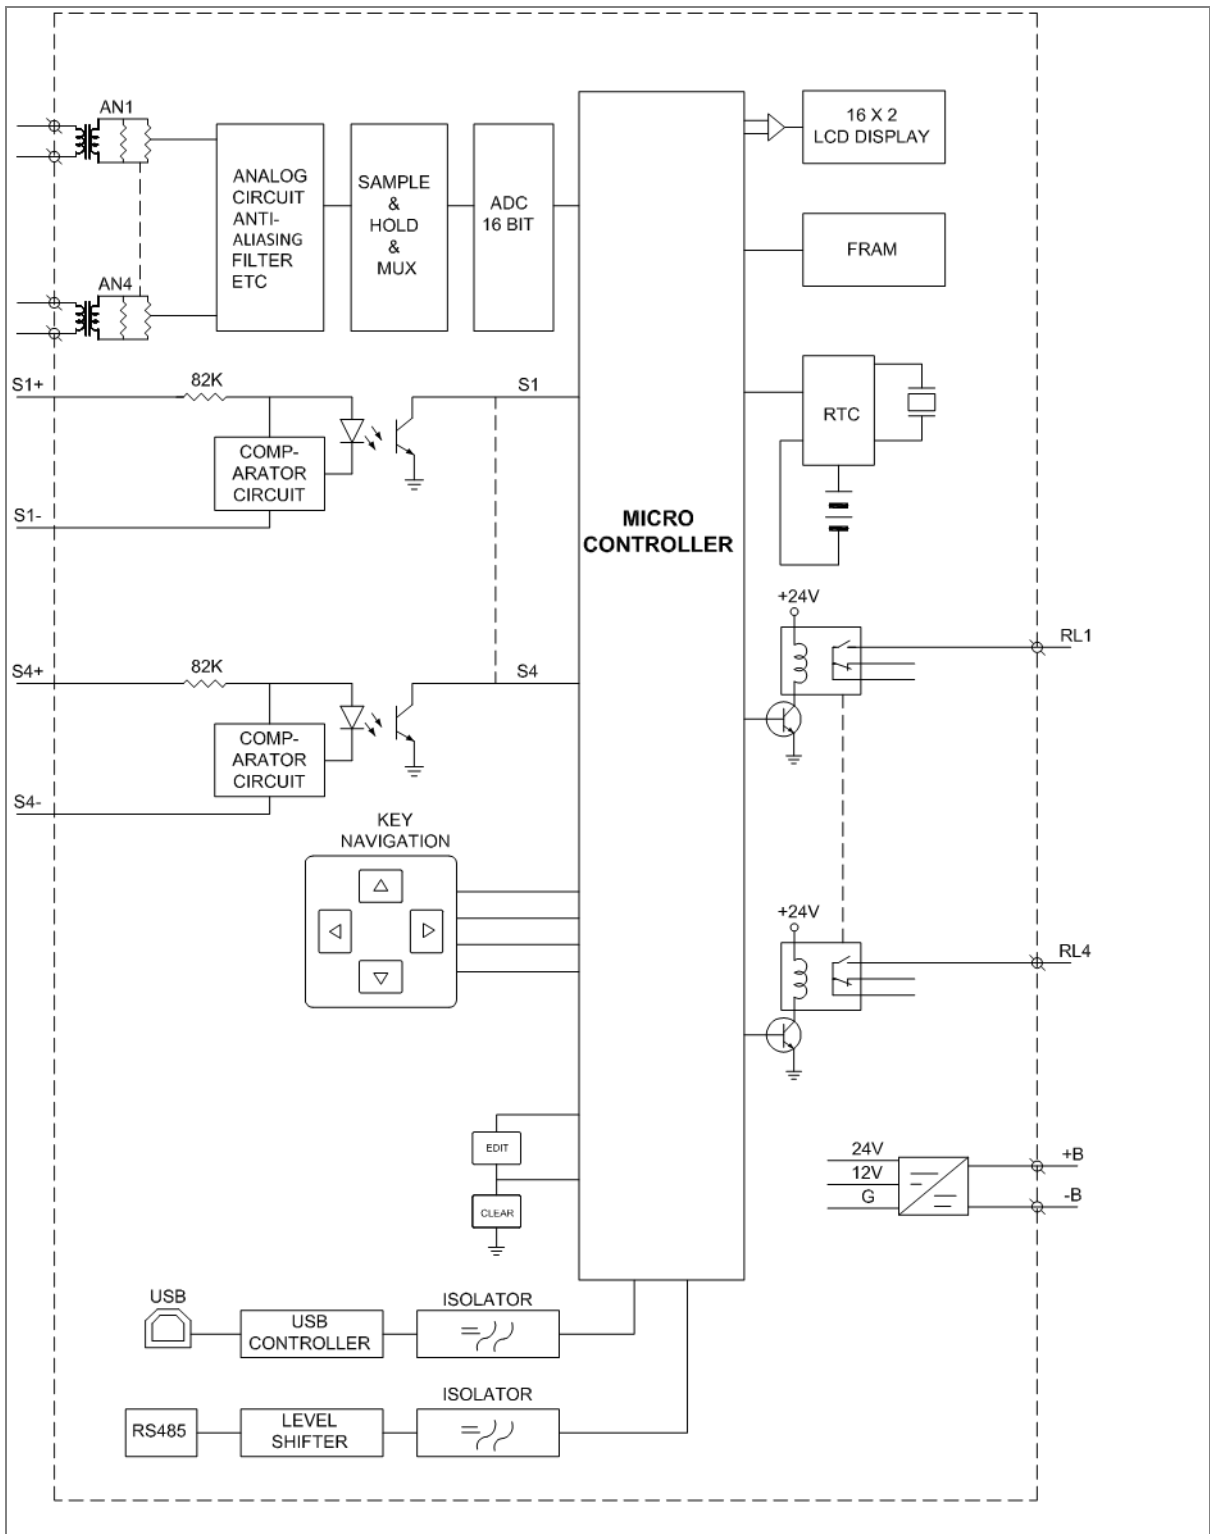 AN1
ANALOG
CIRCUIT
ANTI-
ALIASING
FILTER
ETC
SAMPLE
&
HOLD
&
MUX
ADC
16 BIT
AN4
16 X 2
LCD DISPLAY
FRAM
RTC
S1+
82K
S1
COMP-
ARATOR
CIRCUIT
S1-
MICRO
CONTROLLER
+24V
RL1
S4+
82K
S4
COMP-
ARATOR
CIRCUIT
S4-
KEY
NAVIGATION
+24V
RL4
EDIT
CLEAR
24V
12V
G
+B
-B
USB
USB
CONTROLLER
ISOLATOR
RS485
LEVEL
SHIFTER
ISOLATOR